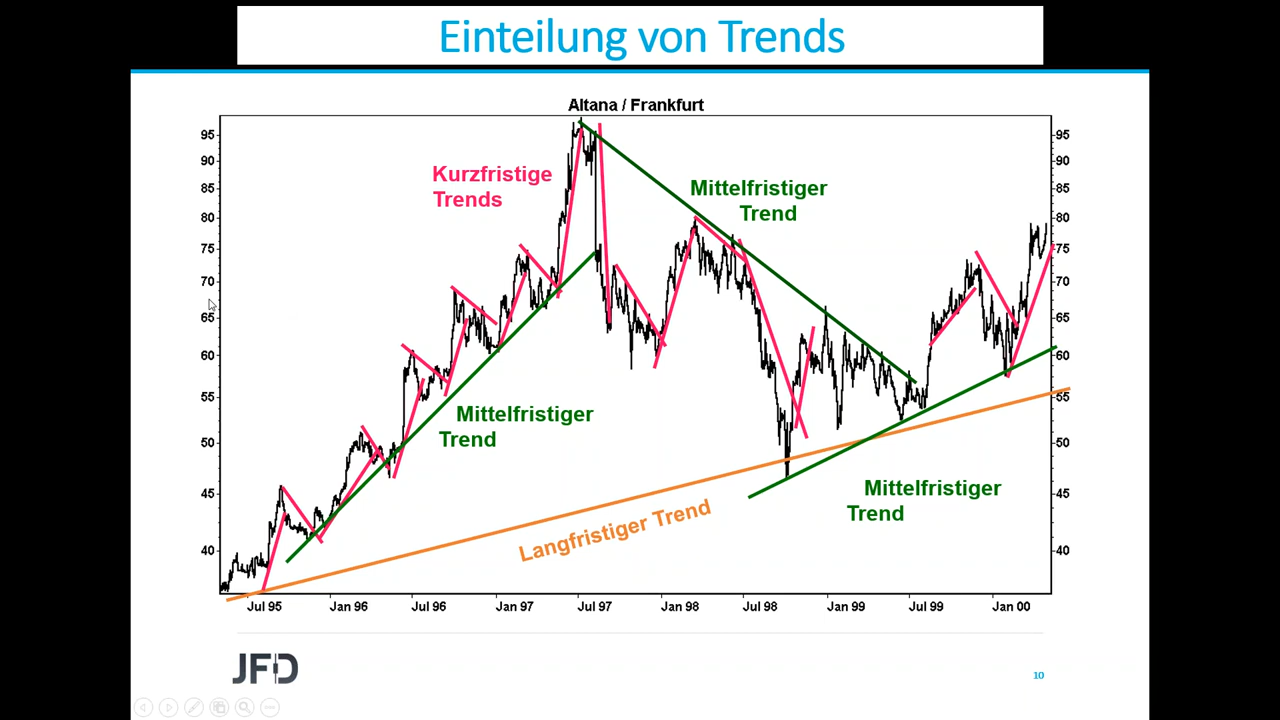 Einteilung von Trends
Altana / Frankfurt
95
90
85
80
75
70
65
60
55
50
45
40
95
90
85
80
75
70
65
60
55
50
45
40
Kurzfristige
Trends
Mittelfristiger
Trend
Mittelfristiger
Trend
Mittelfristiger
Trend
Langfristiger Trend
Jul 95
Jan 96
Jul 96
Jan 97
Jul 97
Jan 98
Jul 98
Jan 99
Jul 99
Jan 00
JFD
10